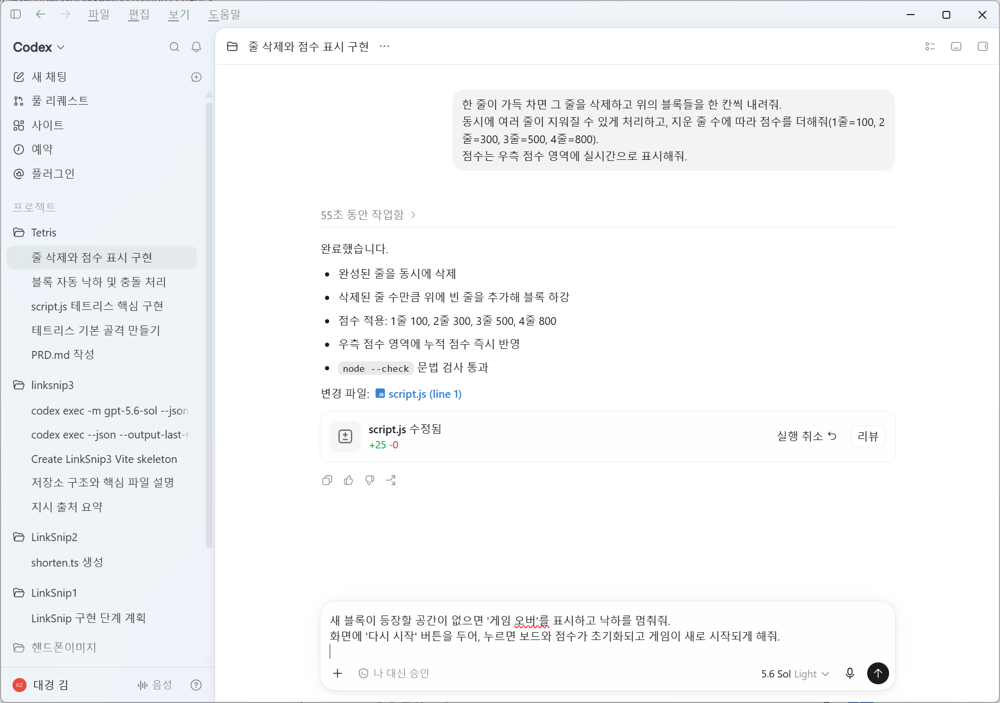 파일 편집 보기 도움말
Codex
새 채팅
풀 리퀘스트
사이트
예약
플러그인
프로젝트
Tetris
줄 삭제와 점수 표시 구현
블록 자동 낙하 및 충돌 처리
script.js 테트리스 핵심 구현
테트리스 기본 골격 만들기
PRD.md 작성
linksnip3
codex exec -m gpt-5.6-sol --json
codex exec --json --output-last-
Create LinkSnip3 Vite skeleton
저장소 구조와 핵심 파일 설명
지시 출처 요약
LinkSnip2
shorten.ts 생성
LinkSnip1
LinkSnip 구현 단계 계획
핸드폰이미지
KZ 대경 김 음성
줄 삭제와 점수 표시 구현 ···
한 줄이 가득 차면 그 줄을 삭제하고 위의 블록들을 한 칸씩 내려줘.
동시에 여러 줄이 지워질 수 있게 처리하고, 지운 줄 수에 따라 점수를 더해줘(1줄=100, 2
줄=300, 3줄=500, 4줄=800).
점수는 우측 점수 영역에 실시간으로 표시해줘.
55초 동안 작업함
완료했습니다.
• 완성된 줄을 동시에 삭제
• 삭제된 줄 수만큼 위에 빈 줄을 추가해 블록 하강
• 점수 적용: 1줄 100, 2줄 300, 3줄 500, 4줄 800
• 우측 점수 영역에 누적 점수 즉시 반영
• node --check 문법 검사 통과
변경 파일: JS script.js (line 1)
script.js 수정됨
+25 -0
실행 취소 리뷰
새 블록이 등장할 공간이 없으면 '게임 오버'를 표시하고 낙하를 멈춰줘.
화면에 '다시 시작' 버튼을 두어, 누르면 보드와 점수가 초기화되고 게임이 새로 시작되게 해줘.
나 대신 승인
5.6 Sol Light